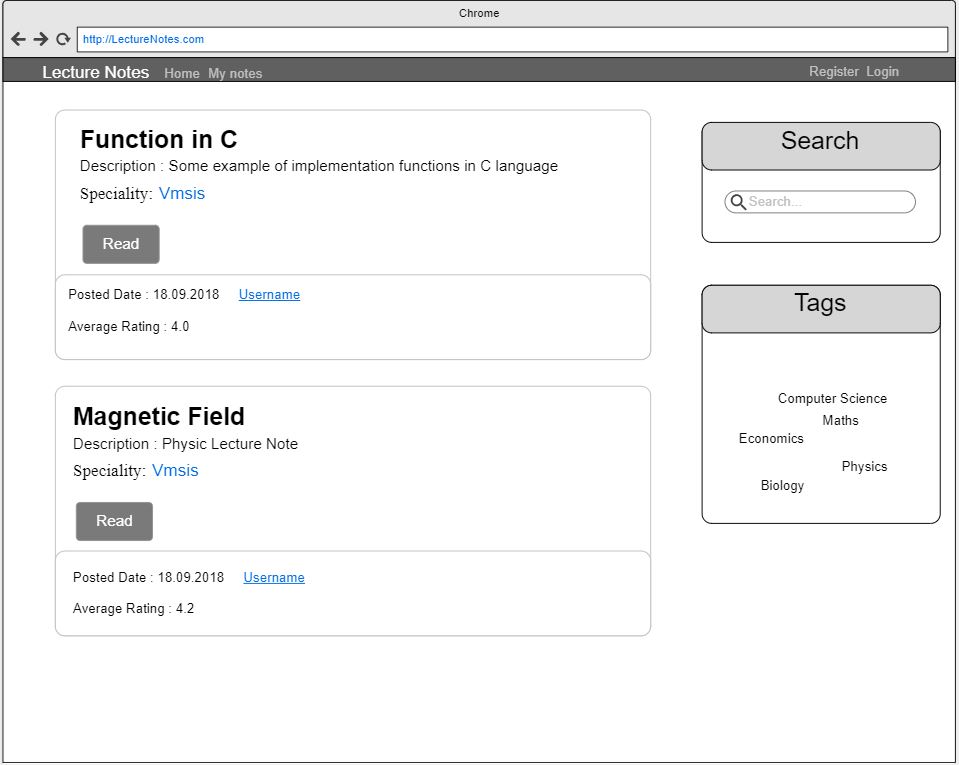 Chrome
http://LectureNotes.com
Lecture Notes Home My notes Register Login
Function in C
Description : Some example of implementation functions in C language
Speciality: Vmsis
Read
Posted Date : 18.09.2018 Username
Average Rating : 4.0
Magnetic Field
Description : Physic Lecture Note
Speciality: Vmsis
Read
Posted Date : 18.09.2018 Username
Average Rating : 4.2
Search
Search...
Tags
Computer Science
Maths
Economics
Physics
Biology